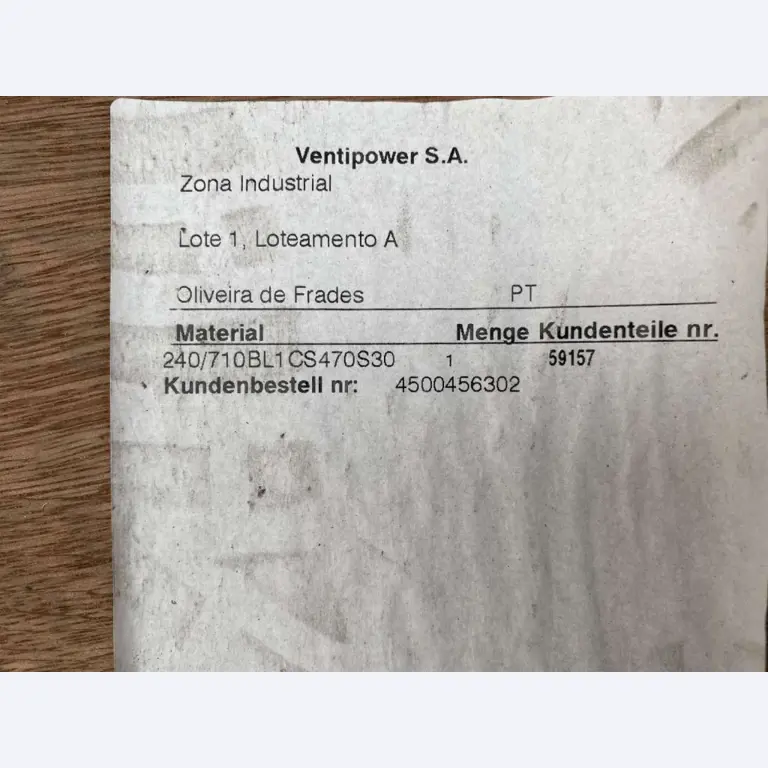 Ventipower S.A.
Zona Industrial
Lote 1, Loteamento A
Oliveira de Frades PT
Material Menge Kundenteile nr.
240/710BL1CS470S30 1 59157
Kundenbestell nr: 4500456302